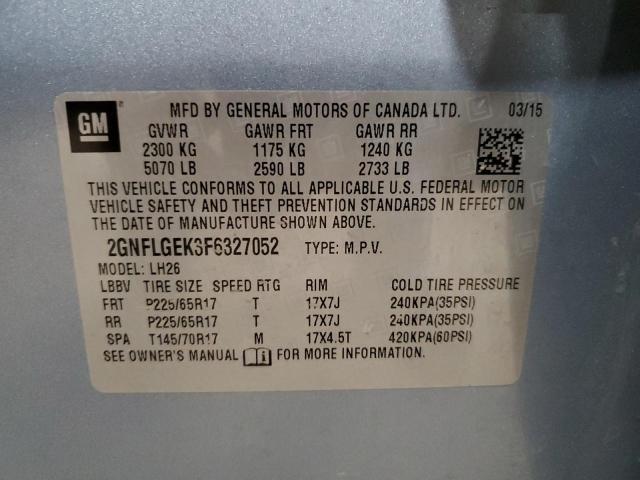 GM
MFD BY GENERAL MOTORS OF CANADA LTD. 03/15
GVWR GAWR FRT GAWR RR
2300 KG 1175 KG 1240 KG
5070 LB 2590 LB 2733 LB
THIS VEHICLE CONFORMS TO ALL APPLICABLE U.S. FEDERAL MOTOR
VEHICLE SAFETY AND THEFT PREVENTION STANDARDS IN EFFECT ON
THE DATE OF MANUFACTURE SHOWN ABOVE.
2GNFLGEK3F6327052 TYPE: M.P.V.
MODEL: LH26
LBBV TIRE SIZE SPEED RTG RIM COLD TIRE PRESSURE
FRT P225/65R17 T 17X7J 240KPA(35PSI)
RR P225/65R17 T 17X7J 240KPA(35PSI)
SPA T145/70R17 M 17X4.5T 420KPA(60PSI)
SEE OWNER'S MANUAL FOR MORE INFORMATION.